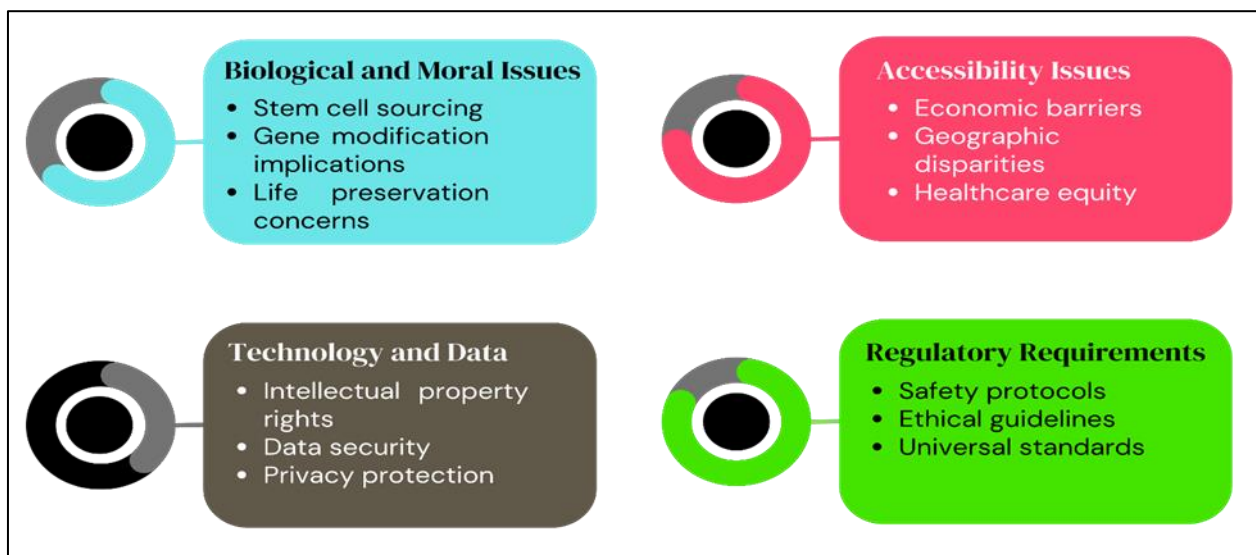 Biological and Moral Issues
• Stem cell sourcing
• Gene modification
implications
• Life preservation
concerns
Accessibility Issues
• Economic barriers
• Geographic
disparities
• Healthcare equity
Technology and Data
• Intellectual property
rights
• Data security
• Privacy protection
Regulatory Requirements
• Safety protocols
• Ethical guidelines
• Universal standards